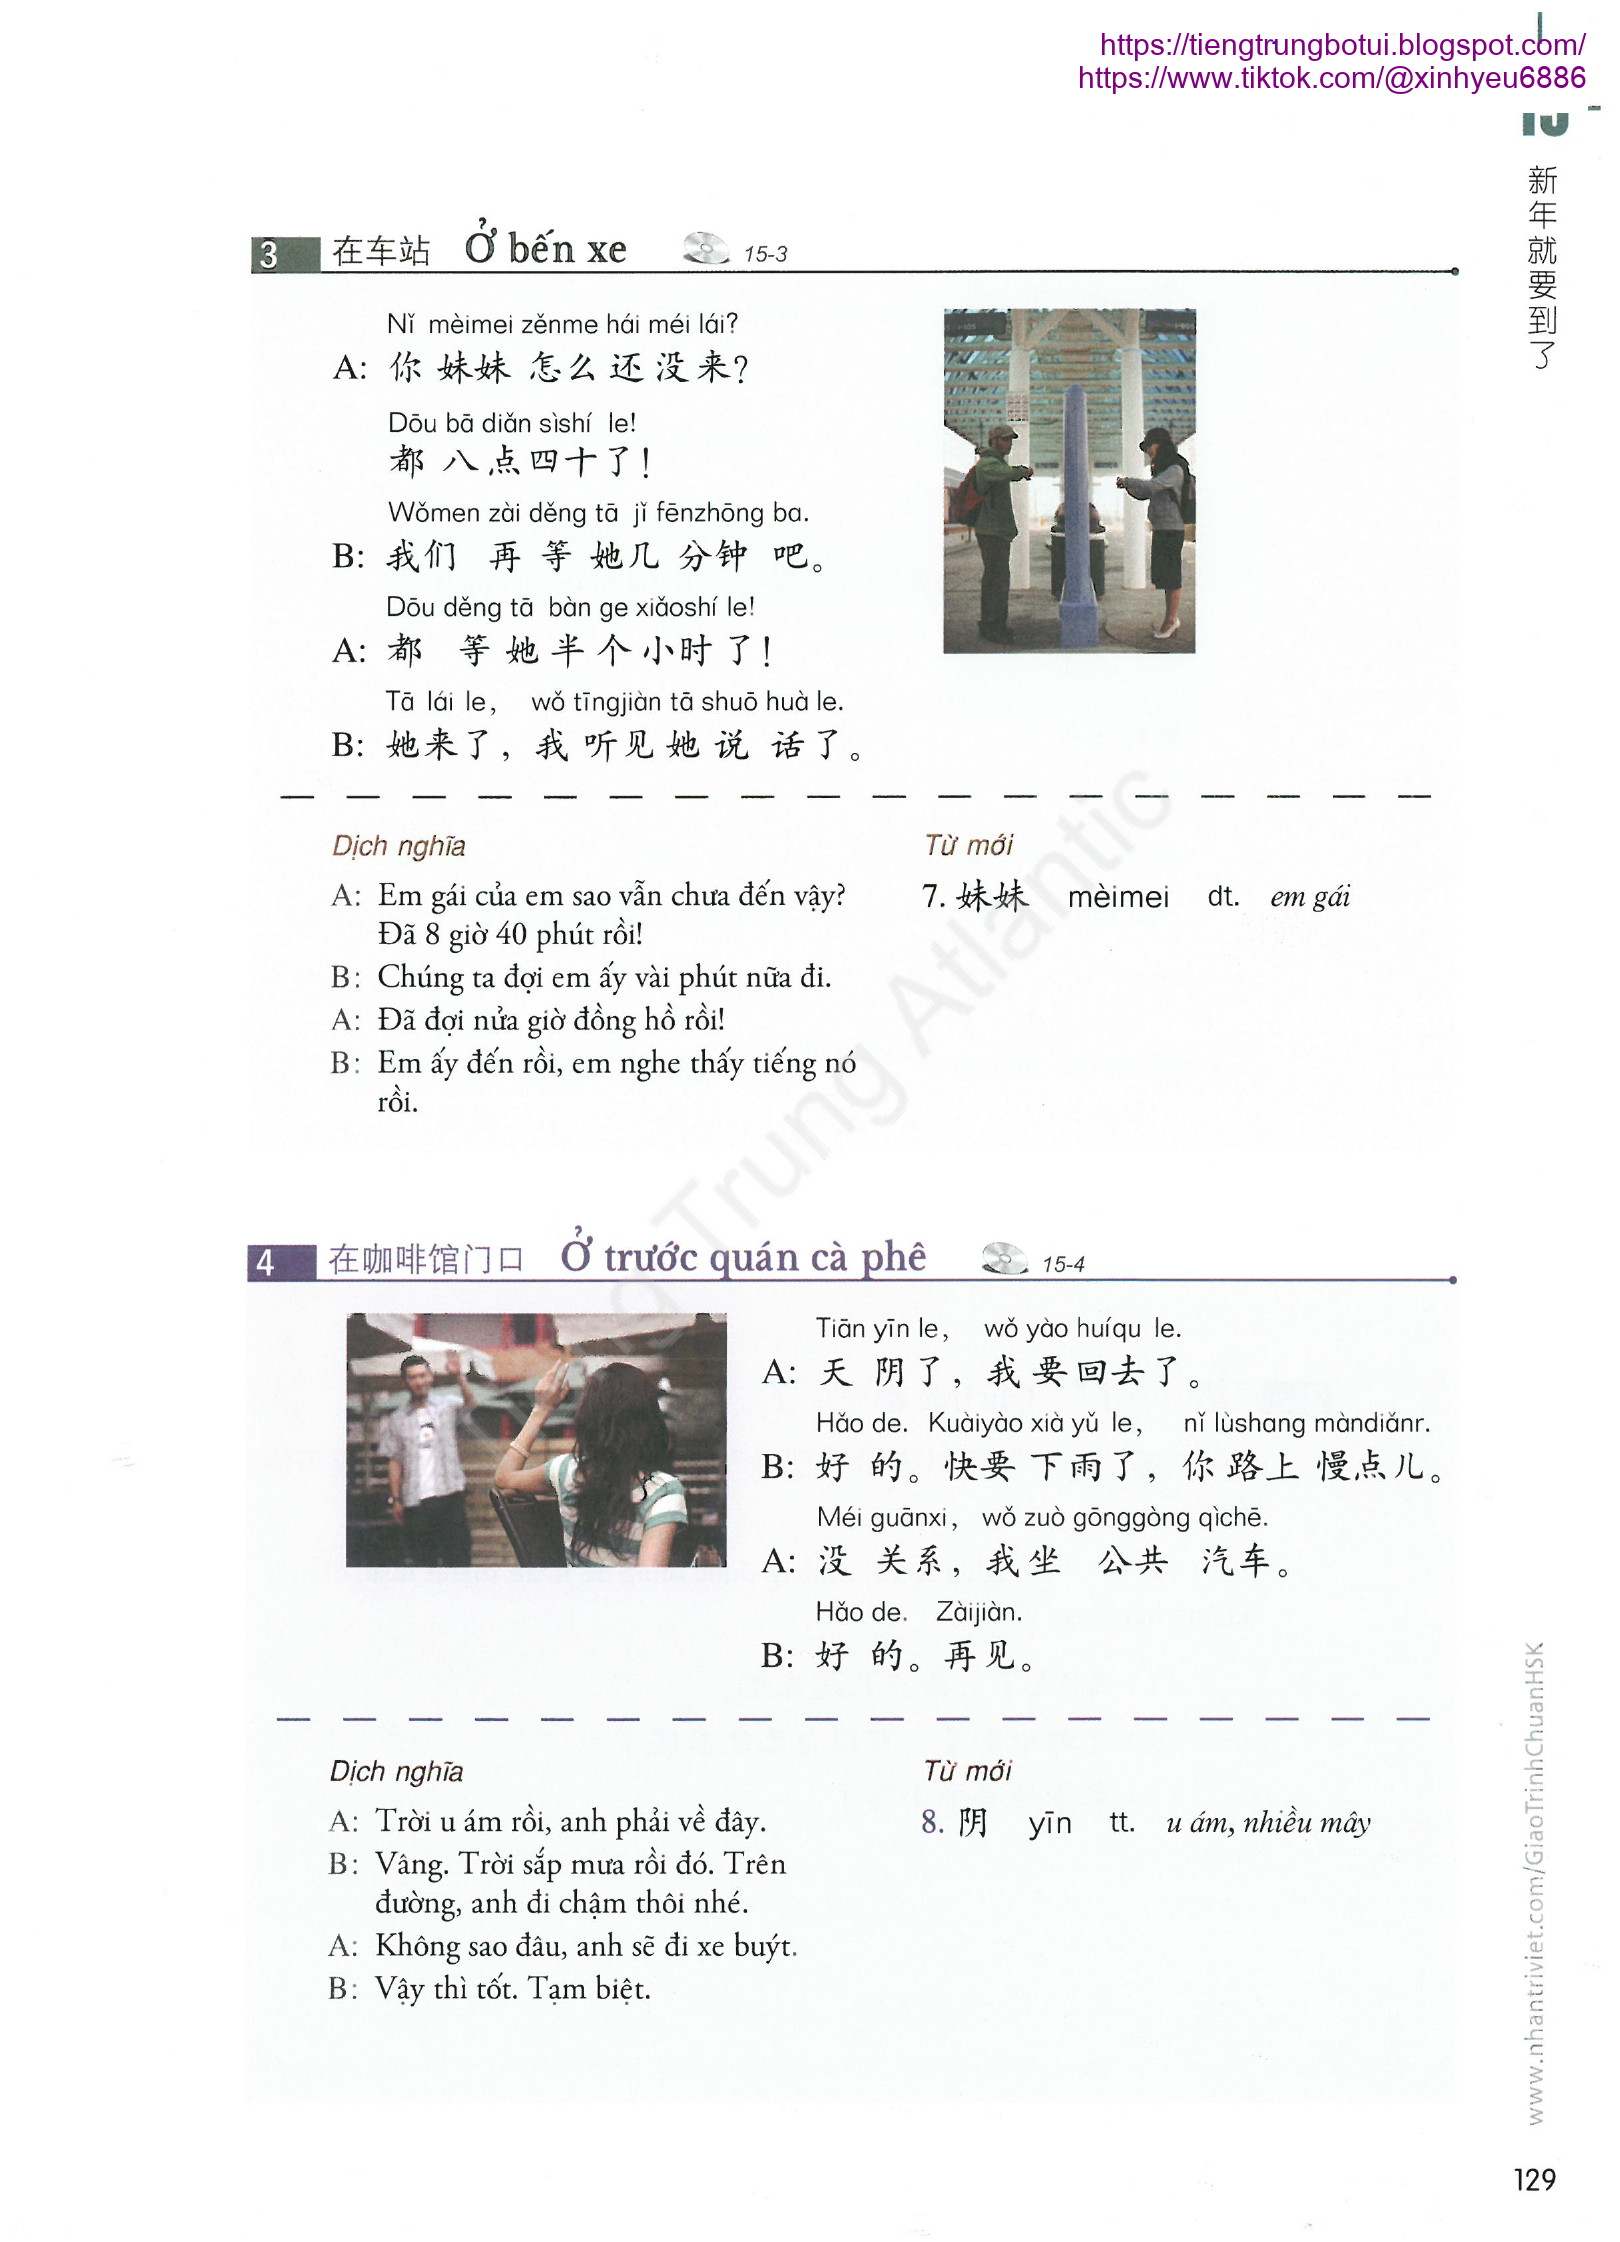 https://tiengtrungbotui.blogspot.com/
https://www.tiktok.com/@xinhyeu6886
15
新年就要到了
3 在车站 Ở bến xe 15-3
Nǐ mèimei zěnme hái méi lái?
A: 你妹妹怎么还没来?
Dōu bā diǎn sìshí le!
都八点四十了!
Wǒmen zài děng tā jǐ fēnzhōng ba.
B: 我们再等她几分钟吧。
Dōu děng tā bàn ge xiǎoshí le!
A: 都等她半个小时了!
Tā lái le, wǒ tīngjiàn tā shuō huà le.
B: 她来了, 我听见她说话了。
Dịch nghĩa
A: Em gái của em sao vẫn chưa đến vậy?
Đã 8 giờ 40 phút rồi!
B: Chúng ta đợi em ấy vài phút nữa đi.
A: Đã đợi nửa giờ đồng hồ rồi!
B: Em ấy đến rồi, em nghe thấy tiếng nó
rồi.
Từ mới
7. 妹妹 mèimei dt. em gái
4 在咖啡馆门口 Ở trước quán cà phê 15-4
Tiān yīn le, wǒ yào huíqu le.
A: 天阴了, 我要回去了。
Hǎo de. Kuàiyào xià yǔ le, nǐ lùshang màndiǎnr.
B: 好的。快要下雨了, 你路上慢点儿。
Méi guānxi, wǒ zuò gōnggòng qìchē.
A: 没关系, 我坐公共汽车。
Hǎo de. Zàijiàn.
B: 好的。再见。
Dịch nghĩa
A: Trời u ám rồi, anh phải về đây.
B: Vâng. Trời sắp mưa rồi đó. Trên
đường, anh đi chậm thôi nhé.
A: Không sao đâu, anh sẽ đi xe buýt.
B: Vậy thì tốt. Tạm biệt.
Từ mới
8. 阴 yīn tt. u ám, nhiều mây
Trung Atlantic
www.nhantriviet.com/GiaoTrinhChuanHSK
129